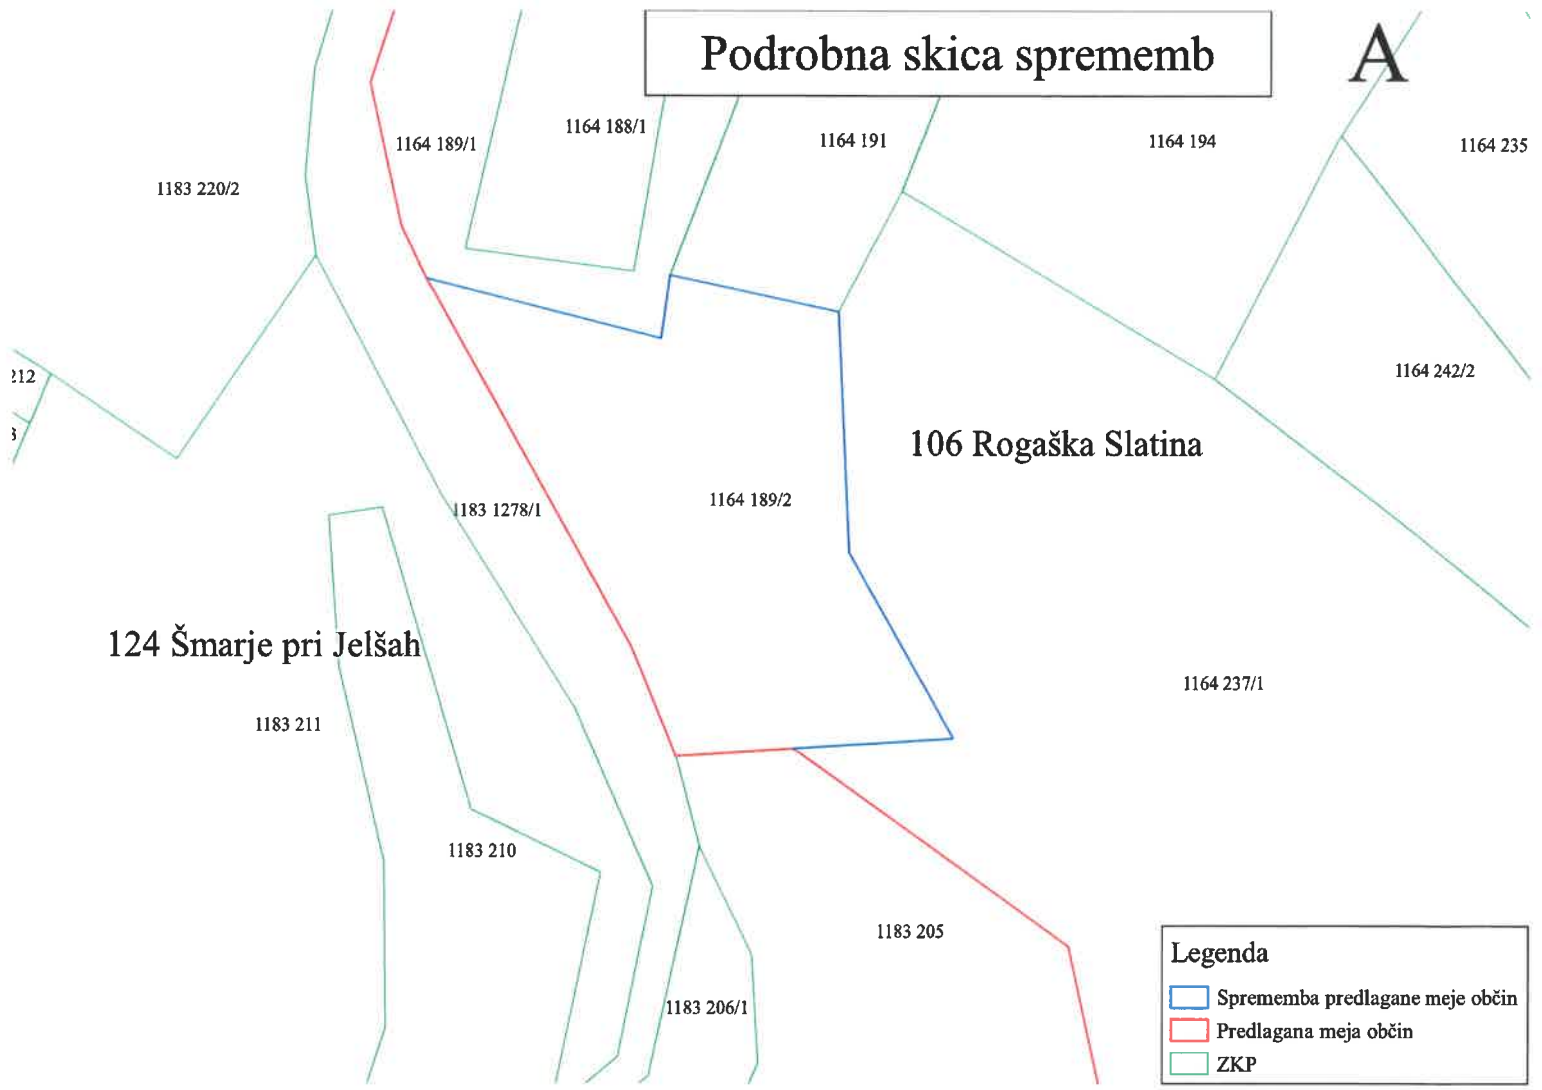 Podrobna skica sprememb
A
1164 189/1
1164 188/1
1164 191
1164 194
1164 235
1183 220/2
212
1164 242/2
106 Rogaška Slatina
1164 189/2
1183 1278/1
124 Šmarje pri Jelšah
1164 237/1
1183 211
1183 210
1183 205
1183 206/1
Legenda
Sprememba predlagane meje občin
Predlagana meja občin
ZKP